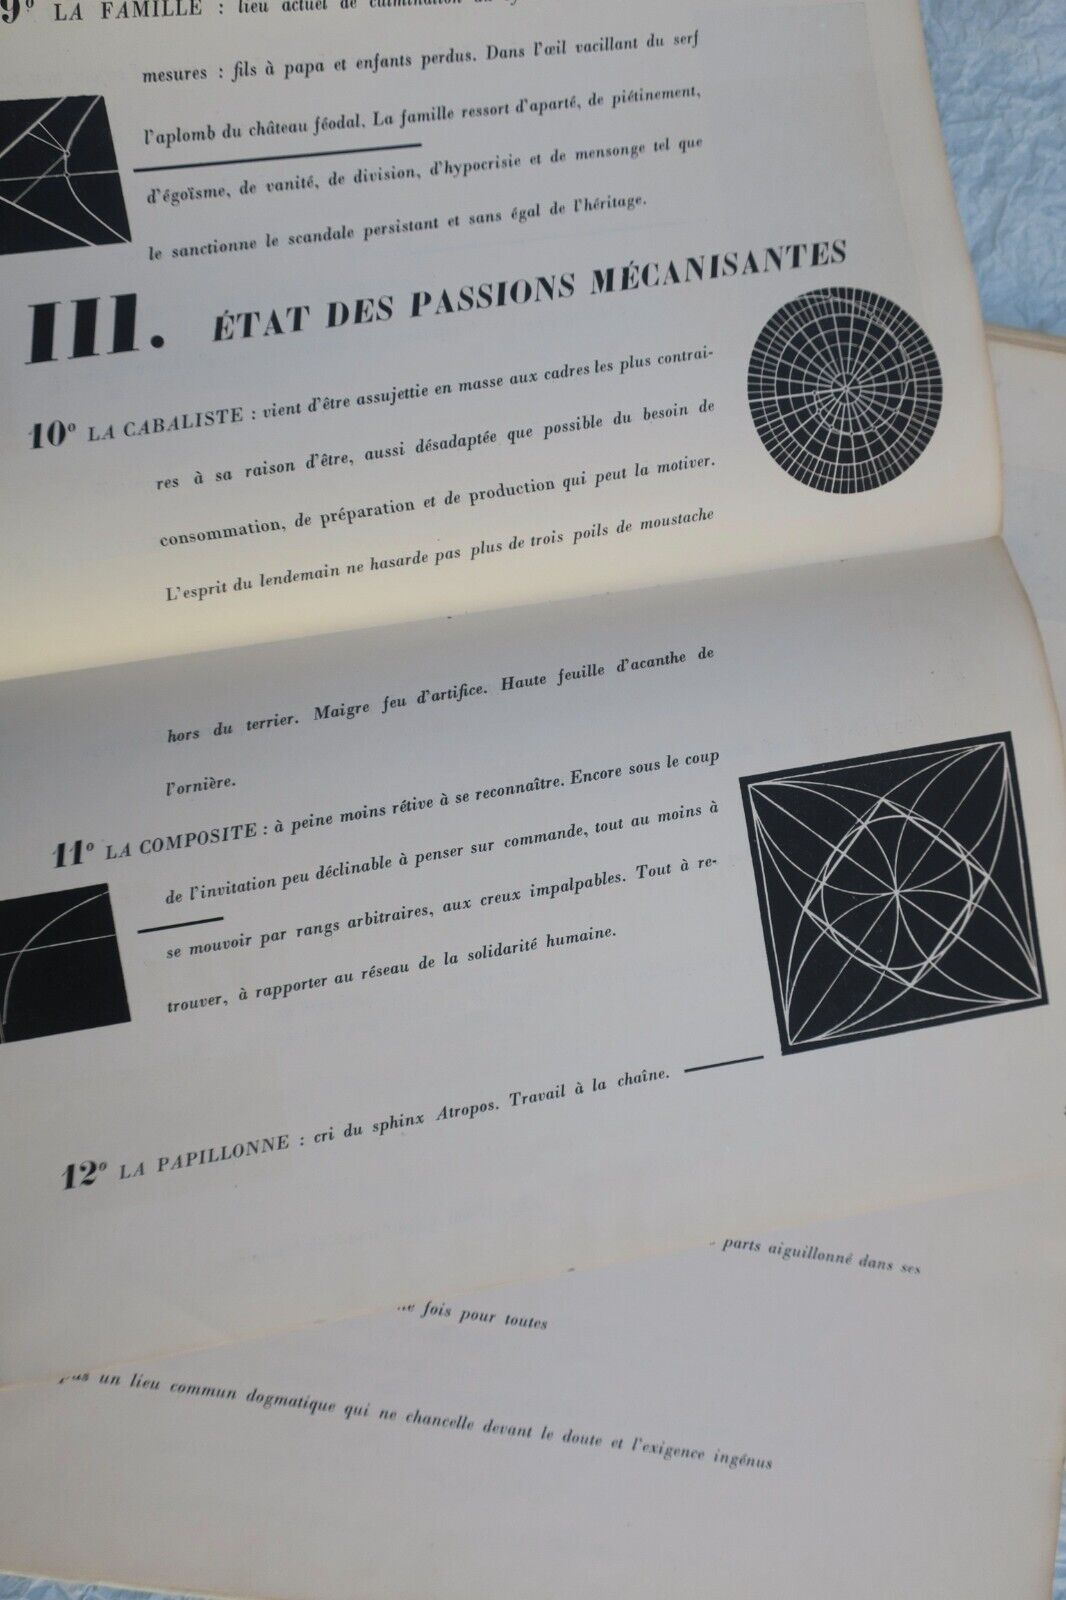 9° LA FAMILLE : lieu actuel de culmination du
mesures : fils à papa et enfants perdus. Dans l'œil vacillant du serf
l'aplomb du château féodal. La famille ressort d'aparté, de piétinement,
d'égoïsme, de vanité, de division, d'hypocrisie et de mensonge tel que
le sanctionne le scandale persistant et sans égal de l'héritage.
III. ÉTAT DES PASSIONS MÉCANISANTES
10° LA CABALISTE : vient d'être assujettie en masse aux cadres les plus contrai-
res à sa raison d'être, aussi désadaptée que possible du besoin de
consommation, de préparation et de production qui peut la motiver.
L'esprit du lendemain ne hasarde pas plus de trois poils de moustache
hors du terrier. Maigre feu d'artifice. Haute feuille d'acanthe de
l'ornière.
11° LA COMPOSITE : à peine moins rétive à se reconnaître. Encore sous le coup
de l'invitation peu déclinable à penser sur commande, tout au moins à
se mouvoir par rangs arbitraires, aux creux impalpables. Tout à re-
trouver, à rapporter au réseau de la solidarité humaine.
12° LA PAPILLONNE : cri du sphinx Atropos. Travail à la chaîne.
parts aiguillonné dans ses
fois pour toutes
un lieu commun dogmatique qui ne chancelle devant le doute et l'exigence ingénus